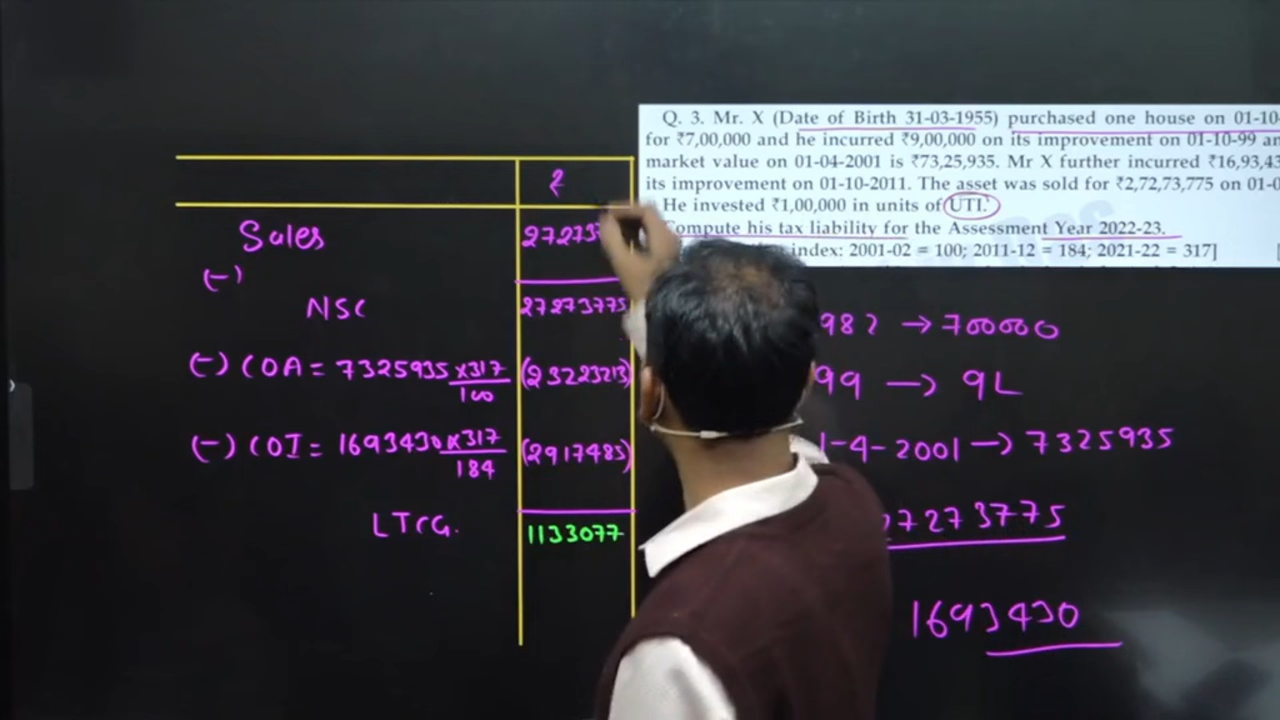 Q. 3. Mr. X (Date of Birth 31-03-1955) purchased one house on 01-10-
for ₹7,00,000 and he incurred ₹9,00,000 on its improvement on 01-10-99 an
market value on 01-04-2001 is ₹73,25,935. Mr X further incurred ₹16,93,43
its improvement on 01-10-2011. The asset was sold for ₹2,72,73,775 on 01-0
He invested ₹1,00,000 in units of UTI.
Compute his tax liability for the Assessment Year 2022-23.
index: 2001-02 = 100; 2011-12 = 184; 2021-22 = 317]
₹
Sales 27273
(-)
NSC 27273775
(-) COA = 7325935 x317/100 (23223213)
(-) COI = 1693430 x317/184 (2917485)
LTCG. 1133077
982 → 700000
99 → 9L
1-4-2001 → 7325935
27273775
1693430